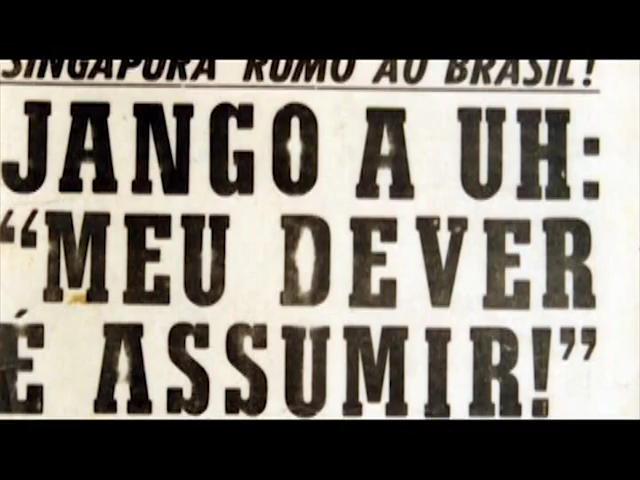 SINGAPURA RUMO AO BRASIL!
JANGO A UH:
“MEU DEVER
É ASSUMIR!”